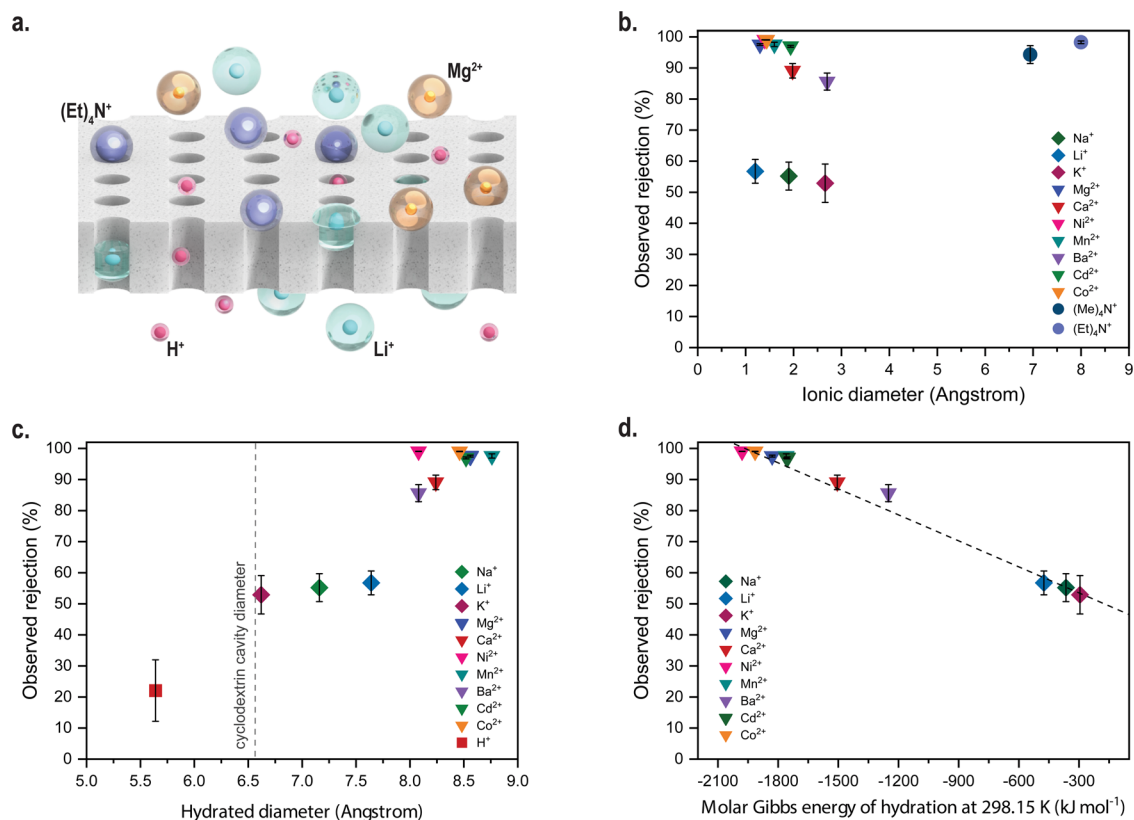 a.
Mg²⁺
(Et)₄N⁺
H⁺
Li⁺
b.
Observed rejection (%)
100
90
80
70
60
50
40
30
20
10
0
0 1 2 3 4 5 6 7 8 9
Ionic diameter (Angstrom)
Na⁺
Li⁺
K⁺
Mg²⁺
Ca²⁺
Ni²⁺
Mn²⁺
Ba²⁺
Cd²⁺
Co²⁺
(Me)₄N⁺
(Et)₄N⁺
c.
Observed rejection (%)
100
90
80
70
60
50
40
30
20
10
0
5.0 5.5 6.0 6.5 7.0 7.5 8.0 8.5 9.0
Hydrated diameter (Angstrom)
cyclodextrin cavity diameter
Na⁺
Li⁺
K⁺
Mg²⁺
Ca²⁺
Ni²⁺
Mn²⁺
Ba²⁺
Cd²⁺
Co²⁺
H⁺
d.
Observed rejection (%)
100
90
80
70
60
50
40
30
20
10
0
-2100 -1800 -1500 -1200 -900 -600 -300
Molar Gibbs energy of hydration at 298.15 K (kJ mol⁻¹)
Na⁺
Li⁺
K⁺
Mg²⁺
Ca²⁺
Ni²⁺
Mn²⁺
Ba²⁺
Cd²⁺
Co²⁺